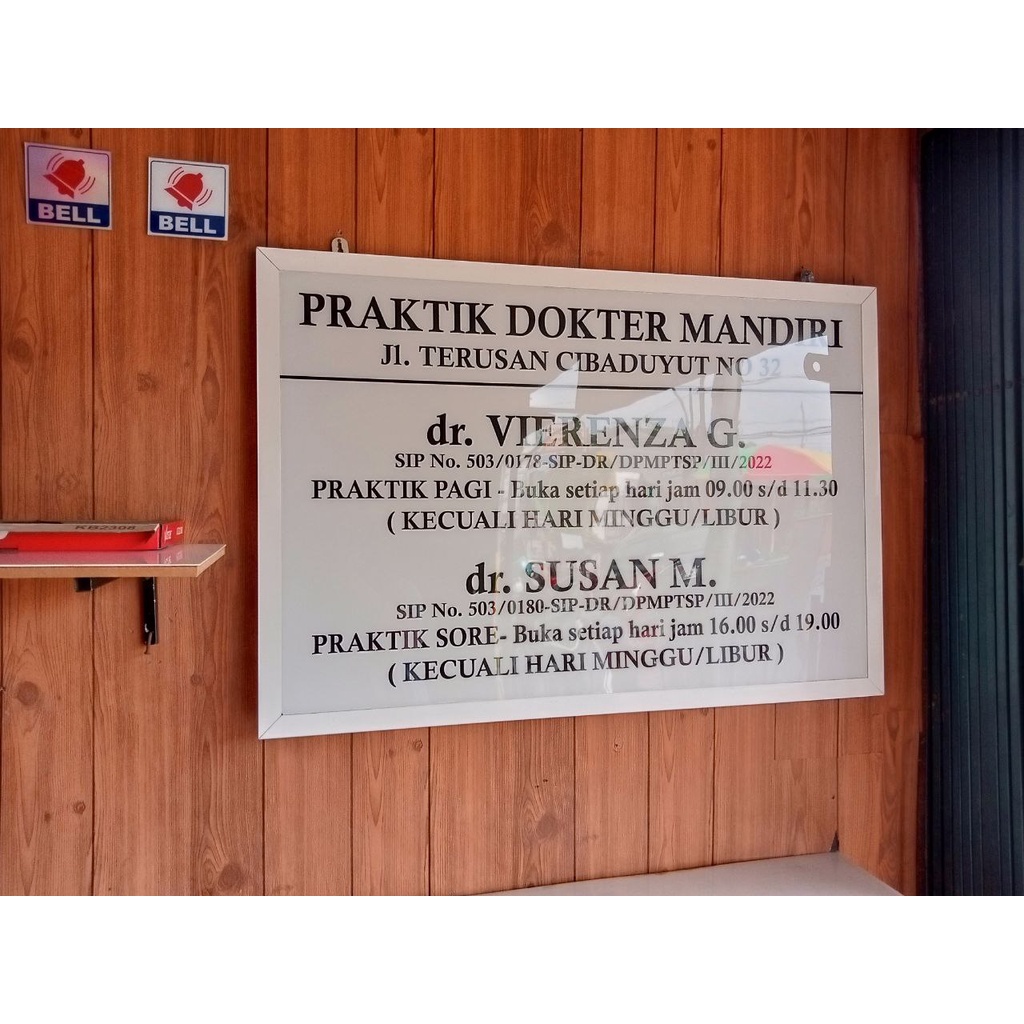 BELL
BELL
PRAKTIK DOKTER MANDIRI
Jl. TERUSAN CIBADUYUT NO 32
dr. VIERENZA G.
SIP No. 503/0178-SIP-DR/DPMPTSP/III/2022
PRAKTIK PAGI - Buka setiap hari jam 09.00 s/d 11.30
( KECUALI HARI MINGGU/LIBUR )
dr. SUSAN M.
SIP No. 503/0180-SIP-DR/DPMPTSP/III/2022
PRAKTIK SORE- Buka setiap hari jam 16.00 s/d 19.00
( KECUALI HARI MINGGU/LIBUR )
KB2308